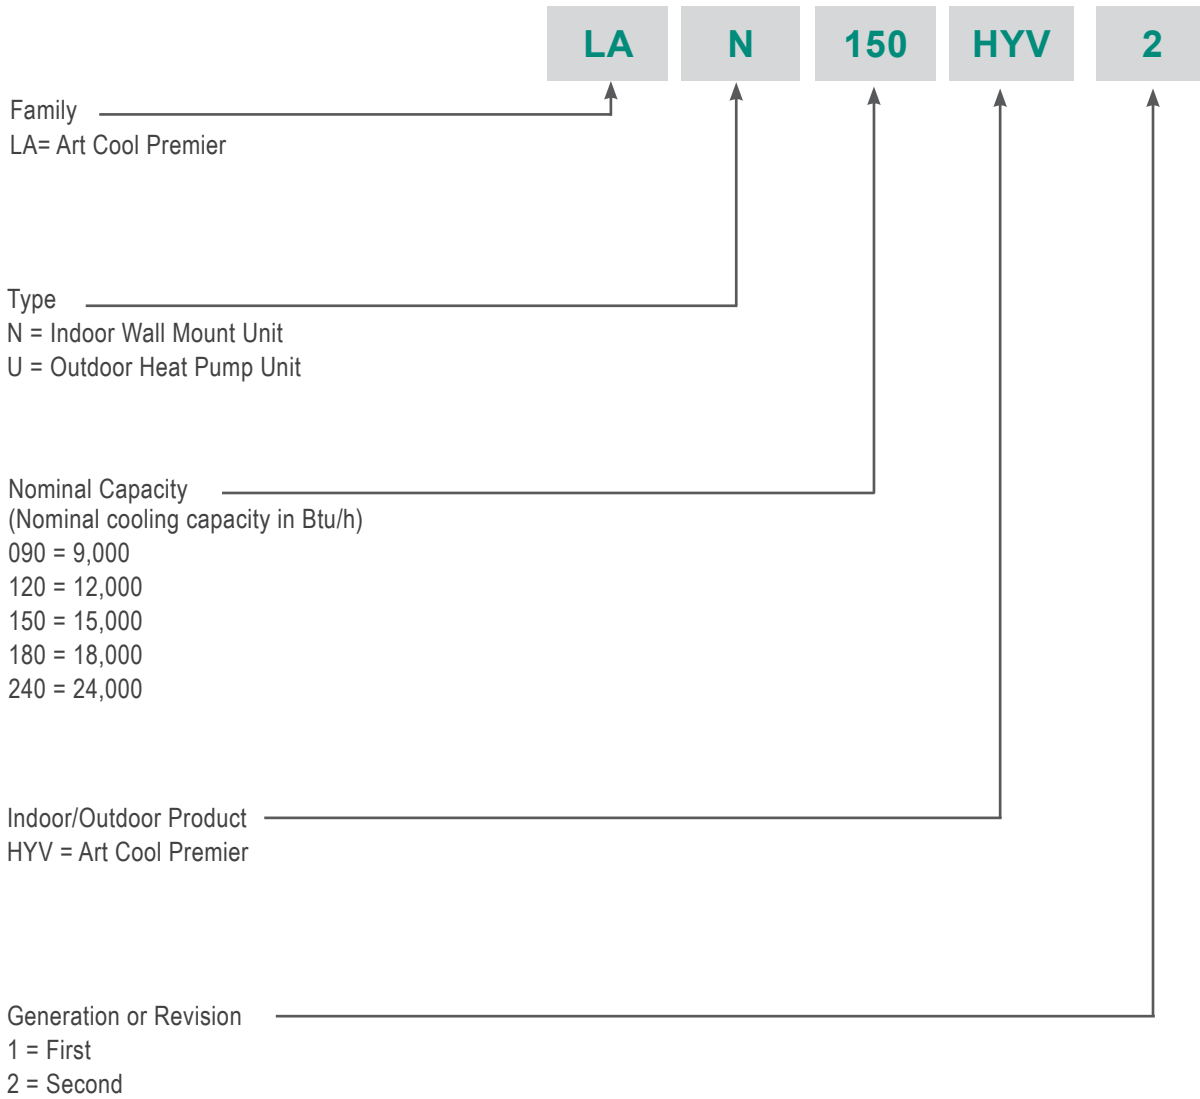 LA N 150 HYV 2
Family
LA= Art Cool Premier
Type
N = Indoor Wall Mount Unit
U = Outdoor Heat Pump Unit
Nominal Capacity
(Nominal cooling capacity in Btu/h)
090 = 9,000
120 = 12,000
150 = 15,000
180 = 18,000
240 = 24,000
Indoor/Outdoor Product
HYV = Art Cool Premier
Generation or Revision
1 = First
2 = Second